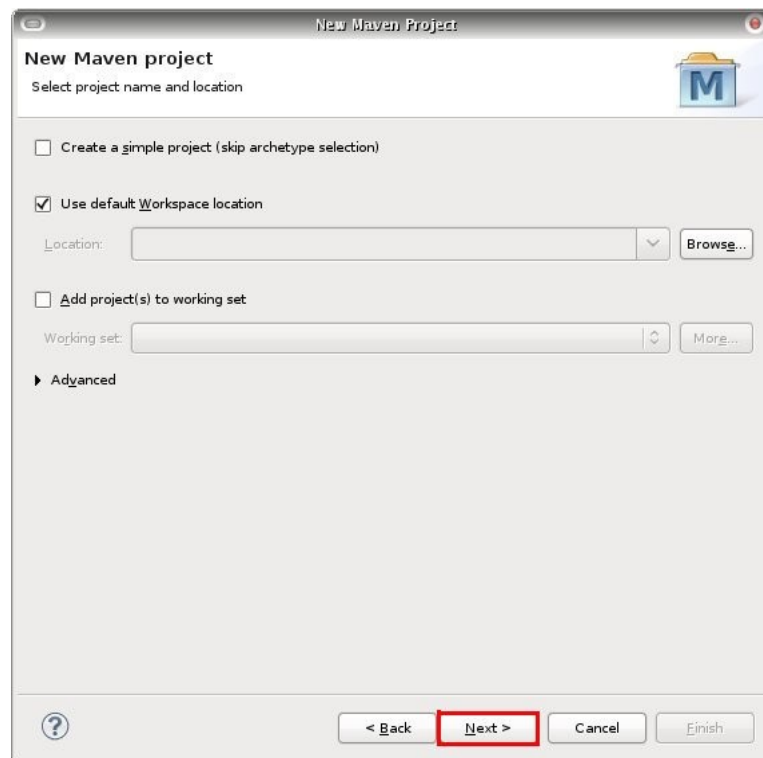 New Maven Project
New Maven project
Select project name and location
M
Create a simple project (skip archetype selection)
Use default Workspace location
Location:
Browse...
Add project(s) to working set
Working set:
More...
Advanced
? < Back Next > Cancel Finish